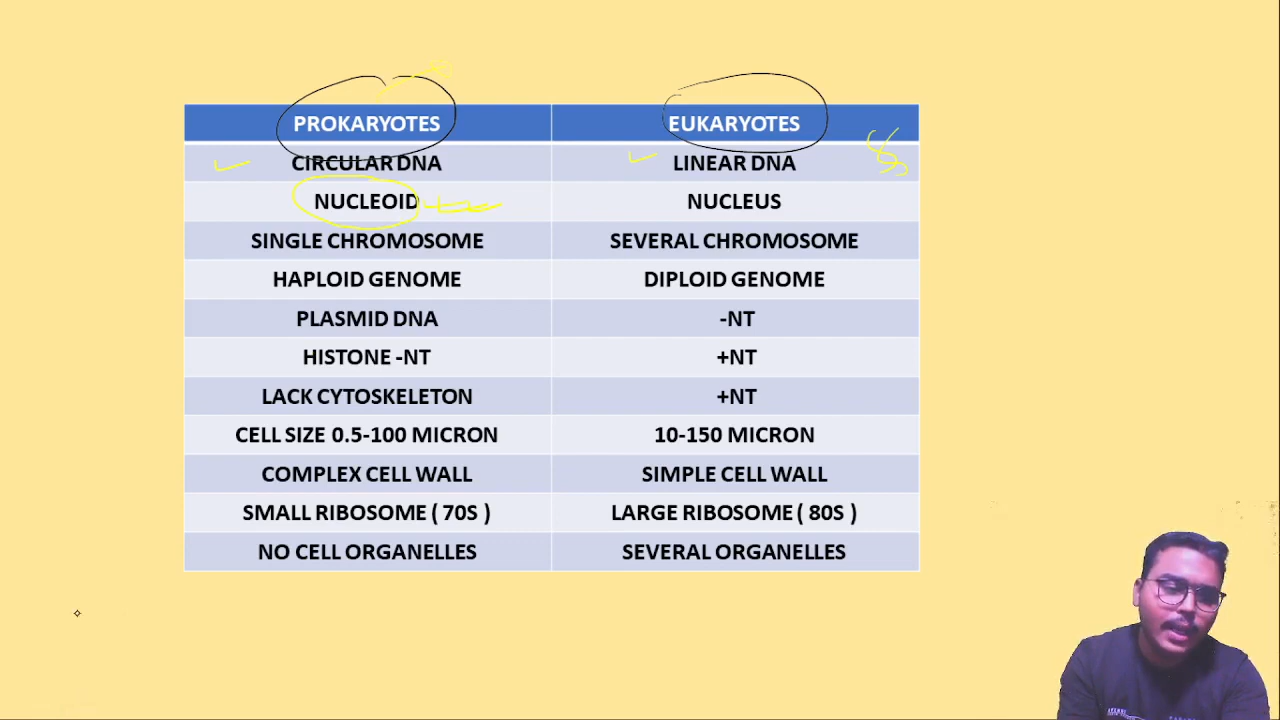 PROKARYOTES EUKARYOTES
CIRCULAR DNA LINEAR DNA
NUCLEOID NUCLEUS
SINGLE CHROMOSOME SEVERAL CHROMOSOME
HAPLOID GENOME DIPLOID GENOME
PLASMID DNA -NT
HISTONE -NT +NT
LACK CYTOSKELETON +NT
CELL SIZE 0.5-100 MICRON 10-150 MICRON
COMPLEX CELL WALL SIMPLE CELL WALL
SMALL RIBOSOME ( 70S ) LARGE RIBOSOME ( 80S )
NO CELL ORGANELLES SEVERAL ORGANELLES